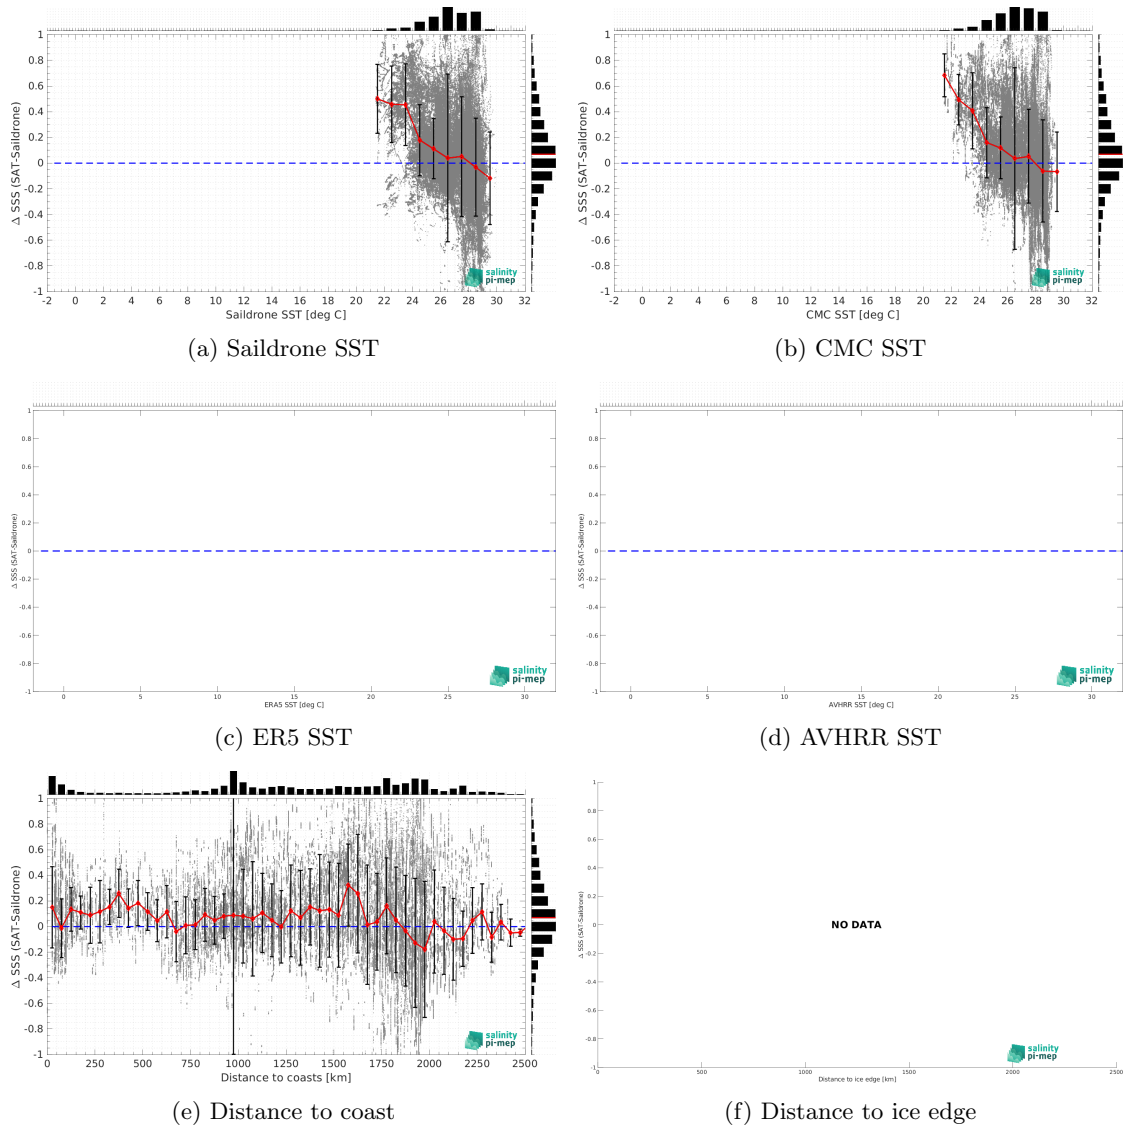 1
0.8
0.6
0.4
0.2
0
-0.2
-0.4
-0.6
-0.8
-1
Δ SSS (SAT-Saildrone)
-2 0 2 4 6 8 10 12 14 16 18 20 22 24 26 28 30 32
Saildrone SST [deg C]
salinity
pi-mep
(a) Saildrone SST
1
0.8
0.6
0.4
0.2
0
-0.2
-0.4
-0.6
-0.8
-1
Δ SSS (SAT-Saildrone)
-2 0 2 4 6 8 10 12 14 16 18 20 22 24 26 28 30 32
CMC SST [deg C]
salinity
pi-mep
(b) CMC SST
1
0.8
0.6
0.4
0.2
0
-0.2
-0.4
-0.6
-0.8
-1
Δ SSS (SAT-Saildrone)
0 5 10 15 20 25 30
ERA5 SST [deg C]
salinity
pi-mep
(c) ER5 SST
1
0.8
0.6
0.4
0.2
0
-0.2
-0.4
-0.6
-0.8
-1
Δ SSS (SAT-Saildrone)
0 5 10 15 20 25 30
AVHRR SST [deg C]
salinity
pi-mep
(d) AVHRR SST
1
0.8
0.6
0.4
0.2
0
-0.2
-0.4
-0.6
-0.8
-1
Δ SSS (SAT-Saildrone)
0 250 500 750 1000 1250 1500 1750 2000 2250 2500
Distance to coasts [km]
salinity
pi-mep
(e) Distance to coast
1
0.8
0.6
0.4
0.2
0
-0.2
-0.4
-0.6
-0.8
-1
Δ SSS (SAT-Saildrone)
NO DATA
0 500 1000 1500 2000 2500
Distance to ice edge [km]
salinity
pi-mep
(f) Distance to ice edge